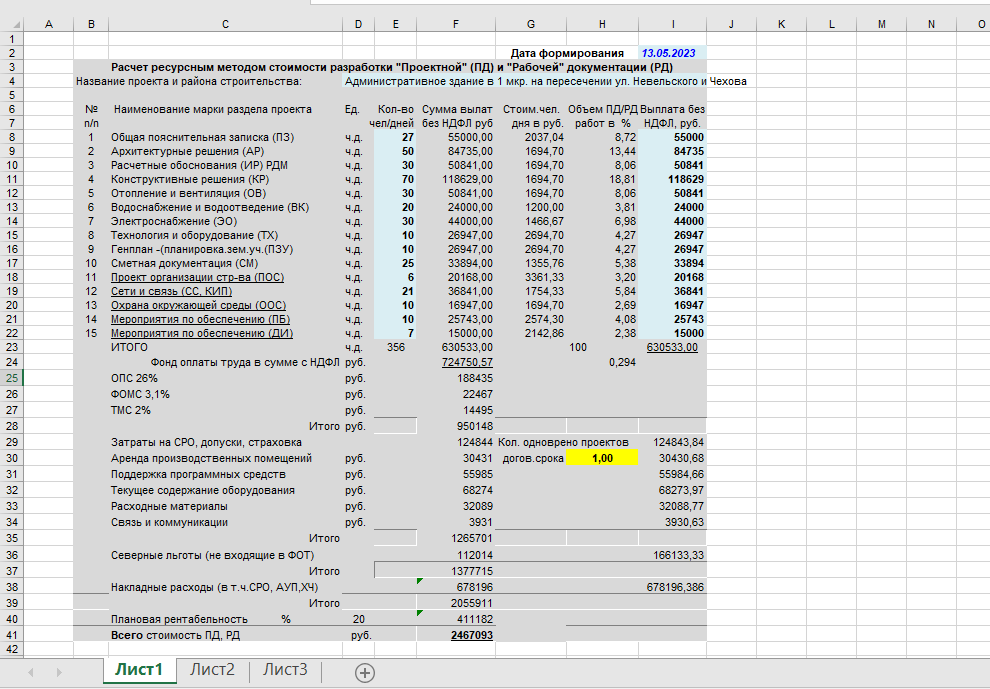 A B C D E F G H I J K L M N O
1
2 Дата формирования 13.05.2023
3 Расчет ресурсным методом стоимости разработки "Проектной" (ПД) и "Рабочей" документации (РД)
4 Название проекта и района строительства: Административное здание в 1 мкр. на пересечении ул. Невельского и Чехова
5
6 № Наименование марки раздела проекта Ед. Кол-во Сумма выплат Стоим.чел. Объем ПД/РД Выплата без
7 п/п чел/дней без НДФЛ руб дня в руб. работ в % НДФЛ, руб.
8 1 Общая пояснительная записка (ПЗ) ч.д. 27 55000,00 2037,04 8,72 55000
9 2 Архитектурные решения (АР) ч.д. 50 84735,00 1694,70 13,44 84735
10 3 Расчетные обоснования (ИР) РДМ ч.д. 30 50841,00 1694,70 8,06 50841
11 4 Конструктивные решения (КР) ч.д. 70 118629,00 1694,70 18,81 118629
12 5 Отопление и вентиляция (ОВ) ч.д. 30 50841,00 1694,70 8,06 50841
13 6 Водоснабжение и водоотведение (ВК) ч.д. 20 24000,00 1200,00 3,81 24000
14 7 Электроснабжение (ЭО) ч.д. 30 44000,00 1466,67 6,98 44000
15 8 Технология и оборудование (ТХ) ч.д. 10 26947,00 2694,70 4,27 26947
16 9 Генплан -(планировка.зем.уч.(ПЗУ) ч.д. 10 26947,00 2694,70 4,27 26947
17 10 Сметная документация (СМ) ч.д. 25 33894,00 1355,76 5,38 33894
18 11 Проект организации стр-ва (ПОС) ч.д. 6 20168,00 3361,33 3,20 20168
19 12 Сети и связь (СС, КИП) ч.д. 21 36841,00 1754,33 5,84 36841
20 13 Охрана окружающей среды (ООС) ч.д. 10 16947,00 1694,70 2,69 16947
21 14 Мероприятия по обеспечению (ПБ) ч.д. 10 25743,00 2574,30 4,08 25743
22 15 Мероприятия по обеспечению (ДИ) ч.д. 7 15000,00 2142,86 2,38 15000
23 ИТОГО ч.д. 356 630533,00 100 630533,00
24 Фонд оплаты труда в сумме с НДФЛ руб. 724750,57 0,294
25 ОПС 26% руб. 188435
26 ФОМС 3,1% руб. 22467
27 ТМС 2% руб. 14495
28 Итого руб. 950148
29 Затраты на СРО, допуски, страховка 124844 Кол. одноврено проектов 124843,84
30 Аренда производственных помещений руб. 30431 догов.срока 1,00 30430,68
31 Поддержка программных средств руб. 55985 55984,66
32 Текущее содержание оборудования руб. 68274 68273,97
33 Расходные материалы руб. 32089 32088,77
34 Связь и коммуникации руб. 3931 3930,63
35 Итого 1265701
36 Северные льготы (не входящие в ФОТ) 112014 166133,33
37 Итого 1377715
38 Накладные расходы (в т.ч.СРО, АУП,ХЧ) 678196 678196,386
39 Итого 2055911
40 Плановая рентабельность % 20 411182
41 Всего стоимость ПД, РД руб. 2467093
42
Лист1 Лист2 Лист3